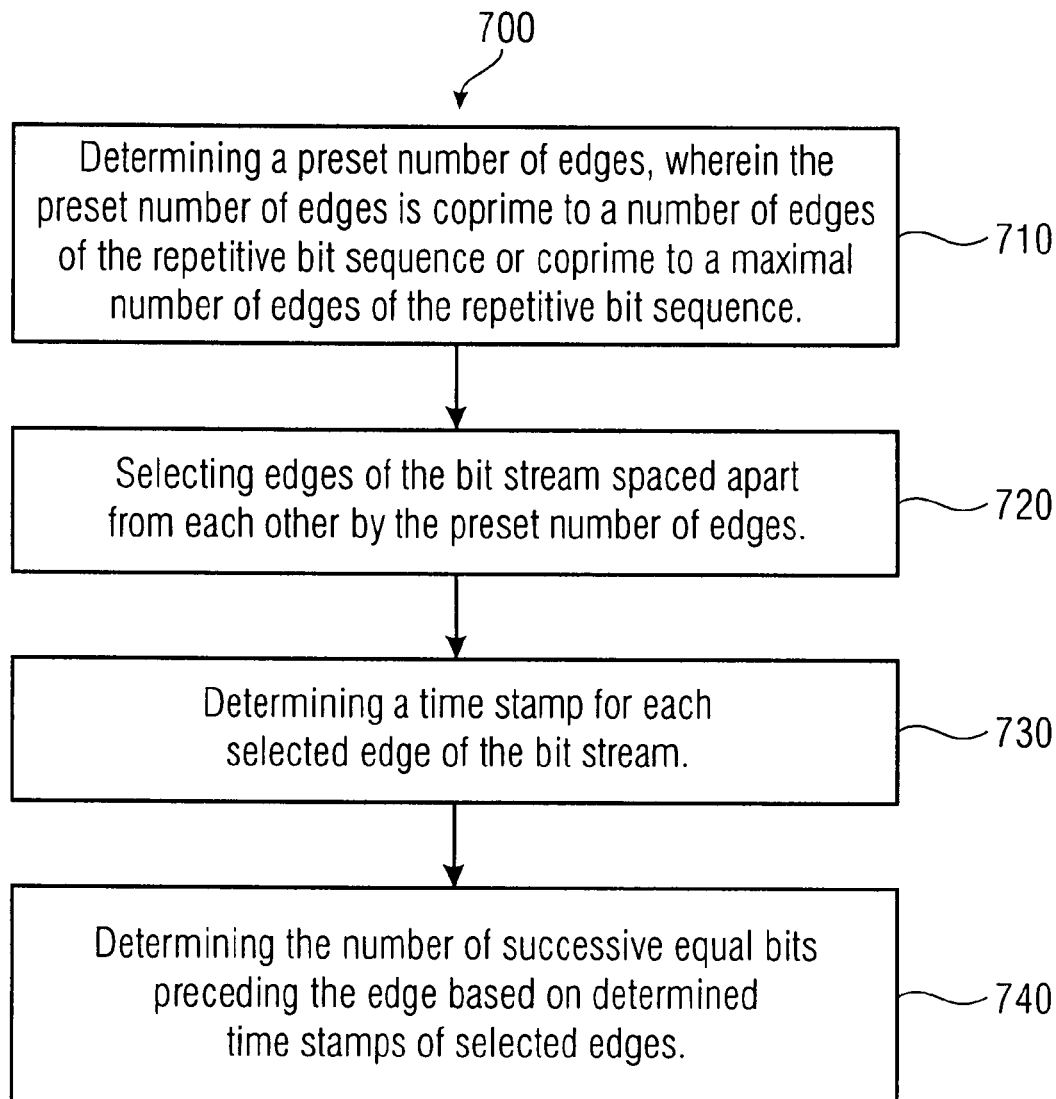 700
Determining a preset number of edges, wherein the
preset number of edges is coprime to a number of edges
of the repetitive bit sequence or coprime to a maximal
number of edges of the repetitive bit sequence.
710
Selecting edges of the bit stream spaced apart
from each other by the preset number of edges.
720
Determining a time stamp for each
selected edge of the bit stream.
730
Determining the number of successive equal bits
preceding the edge based on determined
time stamps of selected edges.
740